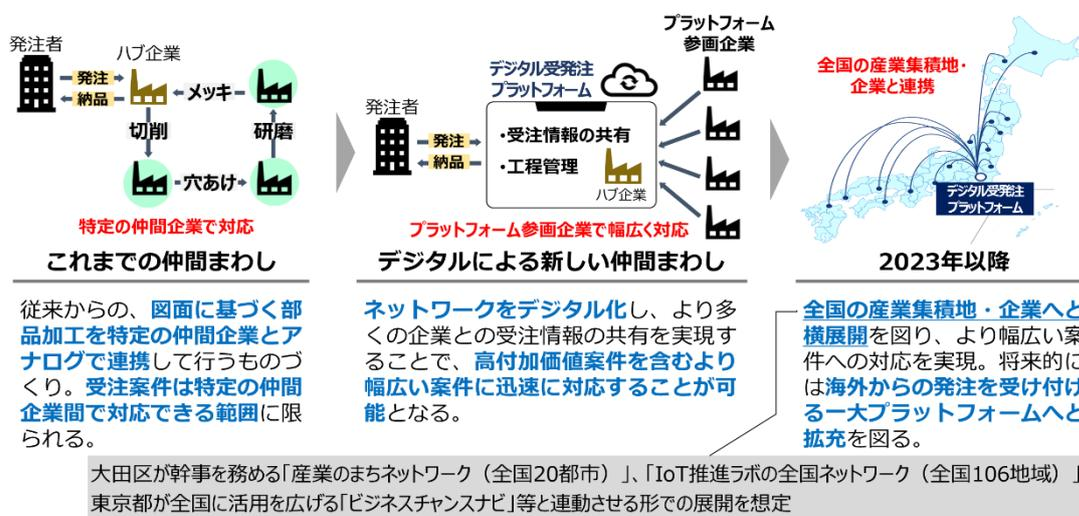 発注者
ハブ企業
発注
納品
メッキ
切削
研磨
穴あけ
特定の仲間企業で対応
これまでの仲間まわし
従来からの、図面に基づく部
品加工を特定の仲間企業とア
ナログで連携して行うものづ
くり。受注案件は特定の仲間
企業間で対応できる範囲に限
られる。
プラットフォーム
参画企業
デジタル受発注
プラットフォーム
発注者
発注
納品
・受注情報の共有
・工程管理
ハブ企業
プラットフォーム参画企業で幅広く対応
デジタルによる新しい仲間まわし
ネットワークをデジタル化し、より多
くの企業との受注情報の共有を実現す
ることで、高付加価値案件を含むより
幅広い案件に迅速に対応することが可
能となる。
全国の産業集積地・
企業と連携
デジタル受発注
プラットフォーム
2023年以降
全国の産業集積地・企業へと
横展開を図り、より幅広い案
件への対応を実現。将来的に
は海外からの発注を受け付け
る一大プラットフォームへと
拡充を図る。
大田区が幹事を務める「産業のまちネットワーク（全国20都市）」、「IoT推進ラボの全国ネットワーク（全国106地域）」
東京都が全国に活用を広げる「ビジネスチャンスナビ」等と連動させる形での展開を想定